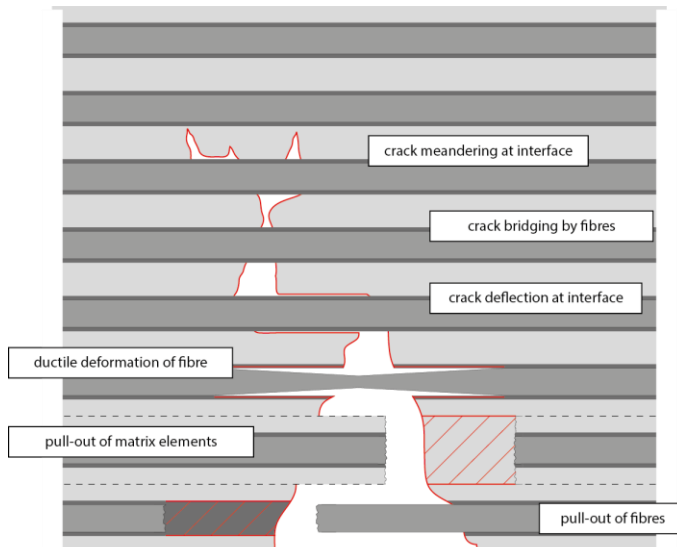 crack meandering at interface
crack bridging by fibres
crack deflection at interface
ductile deformation of fibre
pull-out of matrix elements
pull-out of fibres